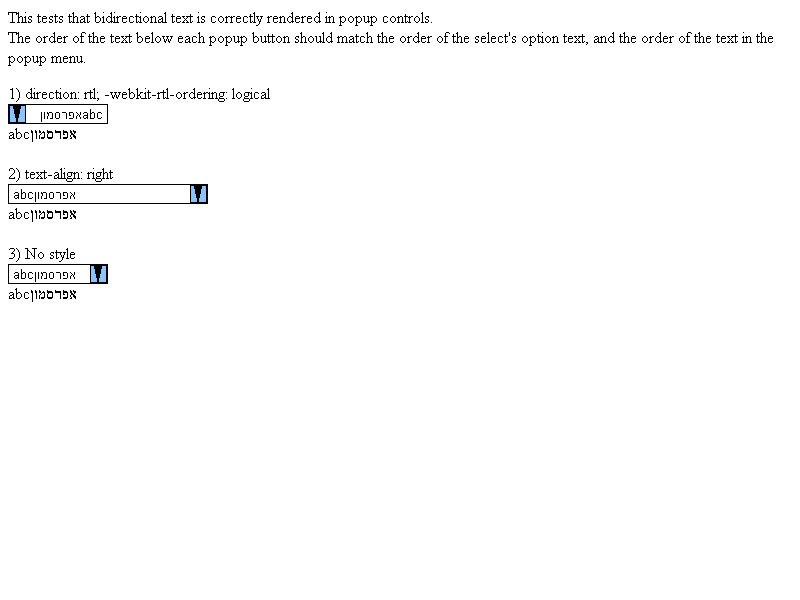 This tests that bidirectional text is correctly rendered in popup controls.
The order of the text below each popup button should match the order of the select's option text, and the order of the text in the
popup menu.
1) direction: rtl; -webkit-rtl-ordering: logical
abcאפרסמון
abcאפרסמון
2) text-align: right
abcאפרסמון
abcאפרסמון
3) No style
abcאפרסמון
abcאפרסמון